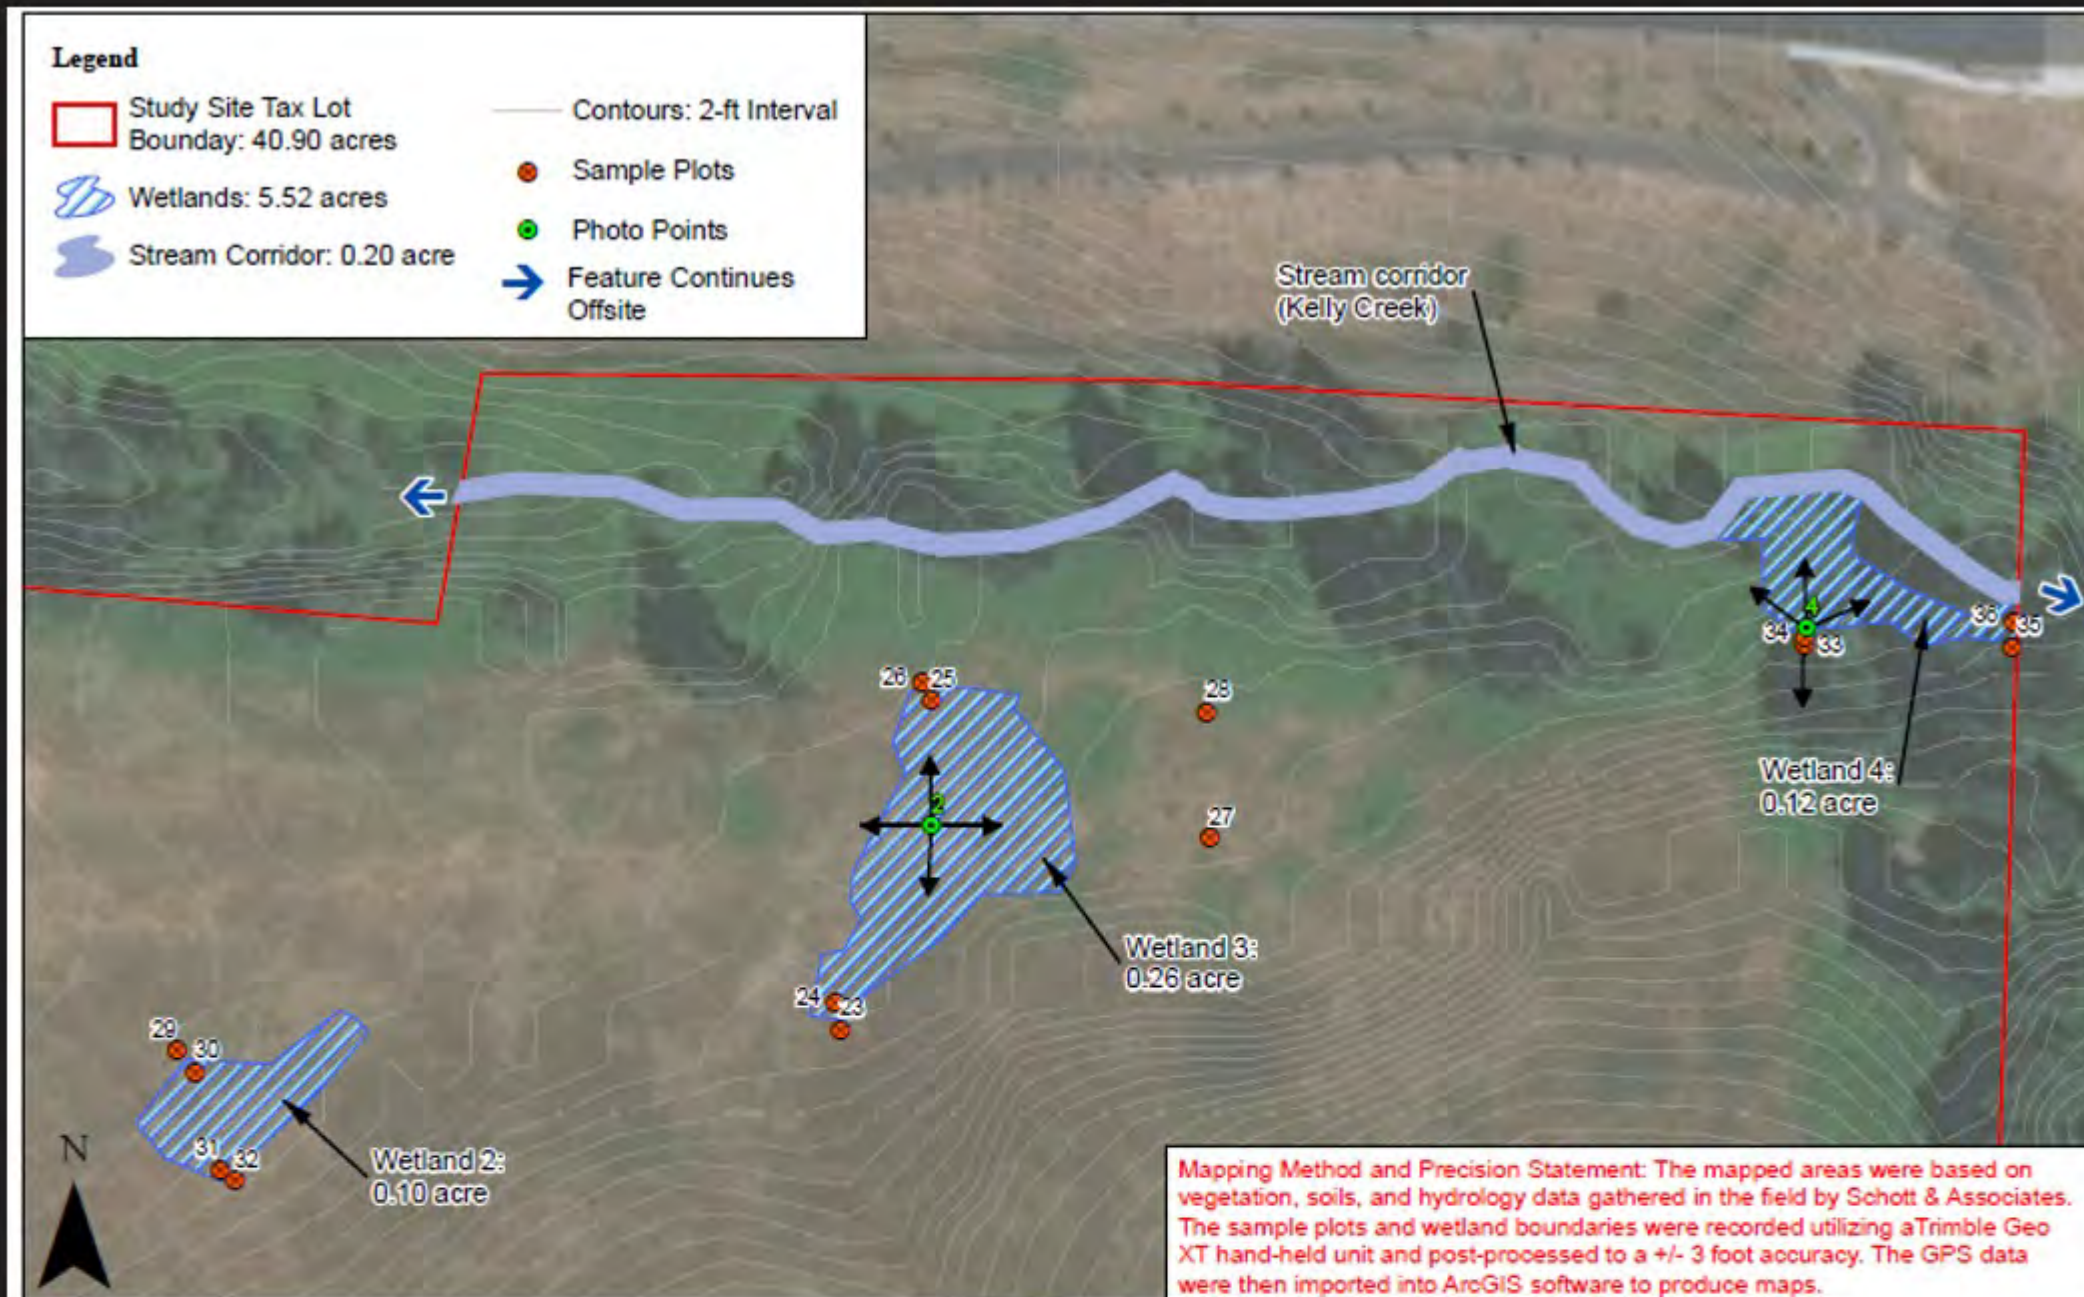 Legend
Study Site Tax Lot
Bounday: 40.90 acres
Wetlands: 5.52 acres
Stream Corridor: 0.20 acre
Contours: 2-ft Interval
Sample Plots
Photo Points
Feature Continues
Offsite
Stream corridor
(Kelly Creek)
4
36
35
34
33
26
25
28
Wetland 4:
0.12 acre
2
27
Wetland 3:
0.26 acre
24
23
29
30
31
32
Wetland 2:
0.10 acre
N
Mapping Method and Precision Statement: The mapped areas were based on
vegetation, soils, and hydrology data gathered in the field by Schott & Associates.
The sample plots and wetland boundaries were recorded utilizing aTrimble Geo
XT hand-held unit and post-processed to a +/- 3 foot accuracy. The GPS data
were then imported into ArcGIS software to produce maps.